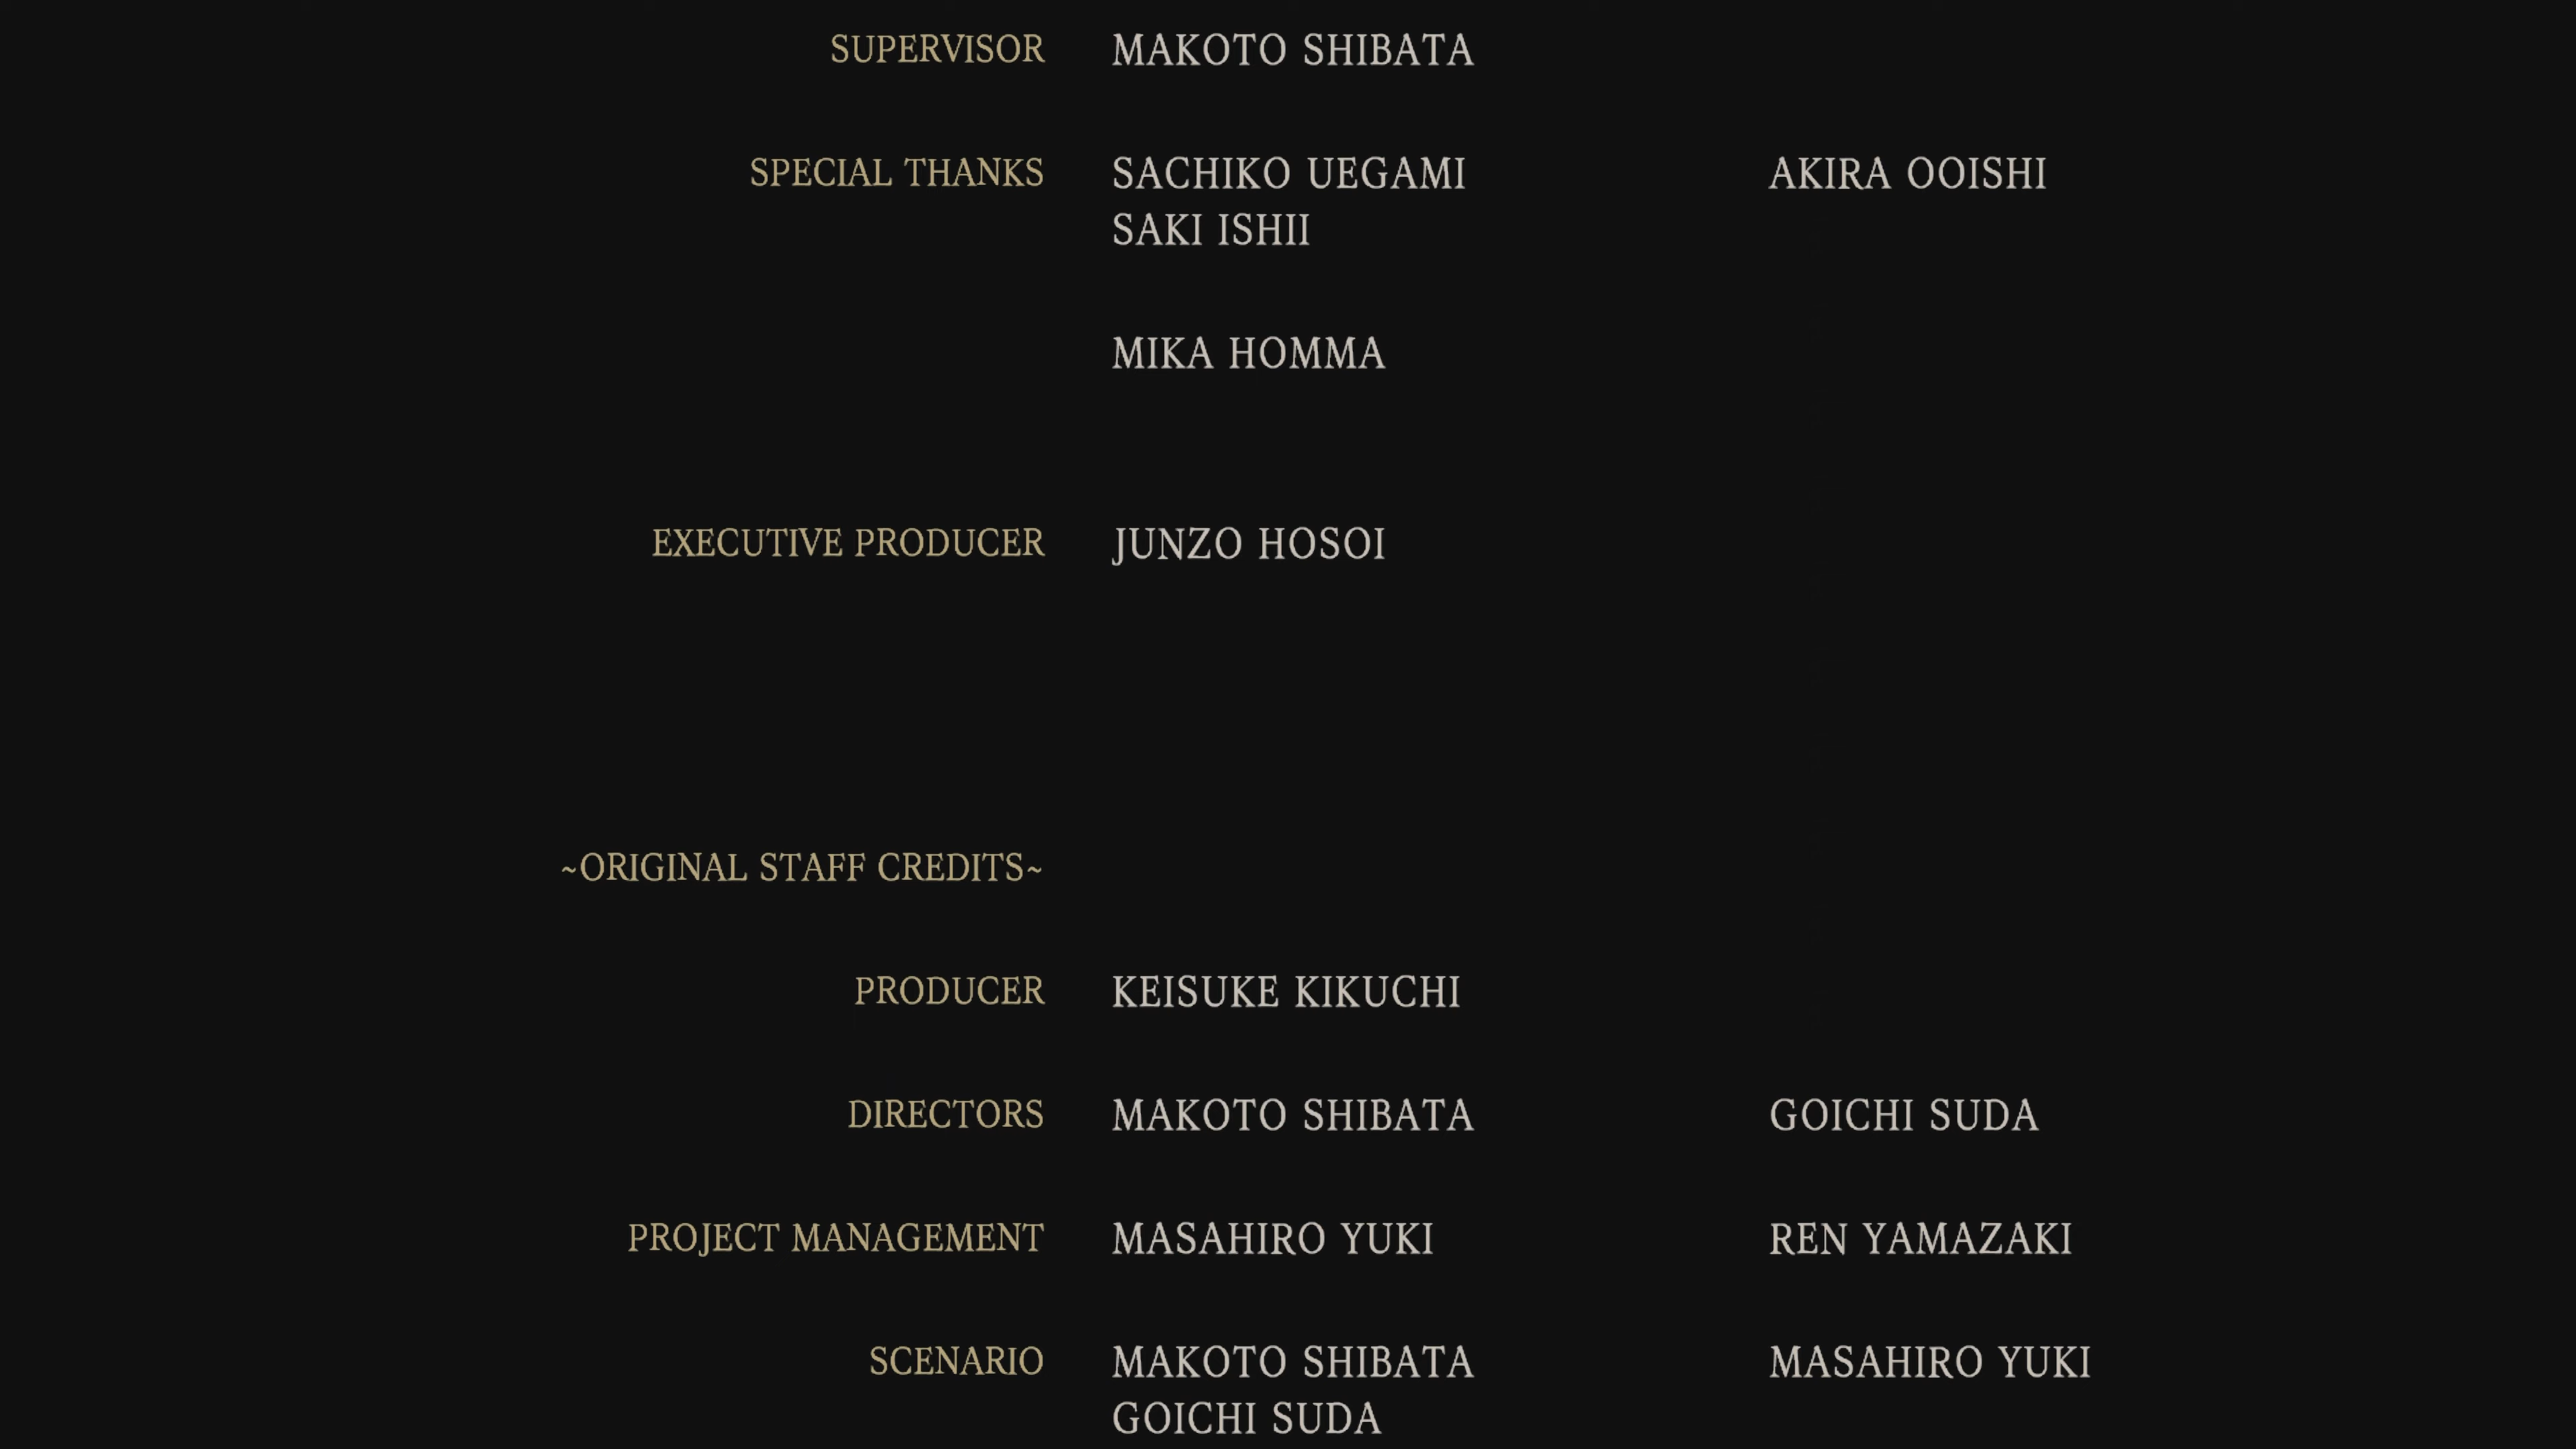 SUPERVISOR MAKOTO SHIBATA
SPECIAL THANKS SACHIKO UEGAMI AKIRA OOISHI
SAKI ISHII
MIKA HOMMA
EXECUTIVE PRODUCER JUNZO HOSOI
~ORIGINAL STAFF CREDITS~
PRODUCER KEISUKE KIKUCHI
DIRECTORS MAKOTO SHIBATA GOICHI SUDA
PROJECT MANAGEMENT MASAHIRO YUKI REN YAMAZAKI
SCENARIO MAKOTO SHIBATA MASAHIRO YUKI
GOICHI SUDA